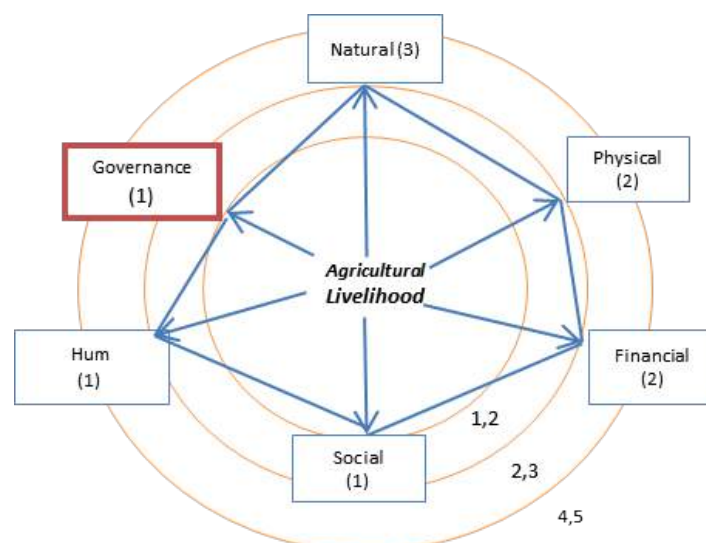 Natural (3)
Governance
(1)
Physical
(2)
Agricultural
Livelihood
Hum
(1)
Financial
(2)
Social
(1)
1,2
2,3
4,5